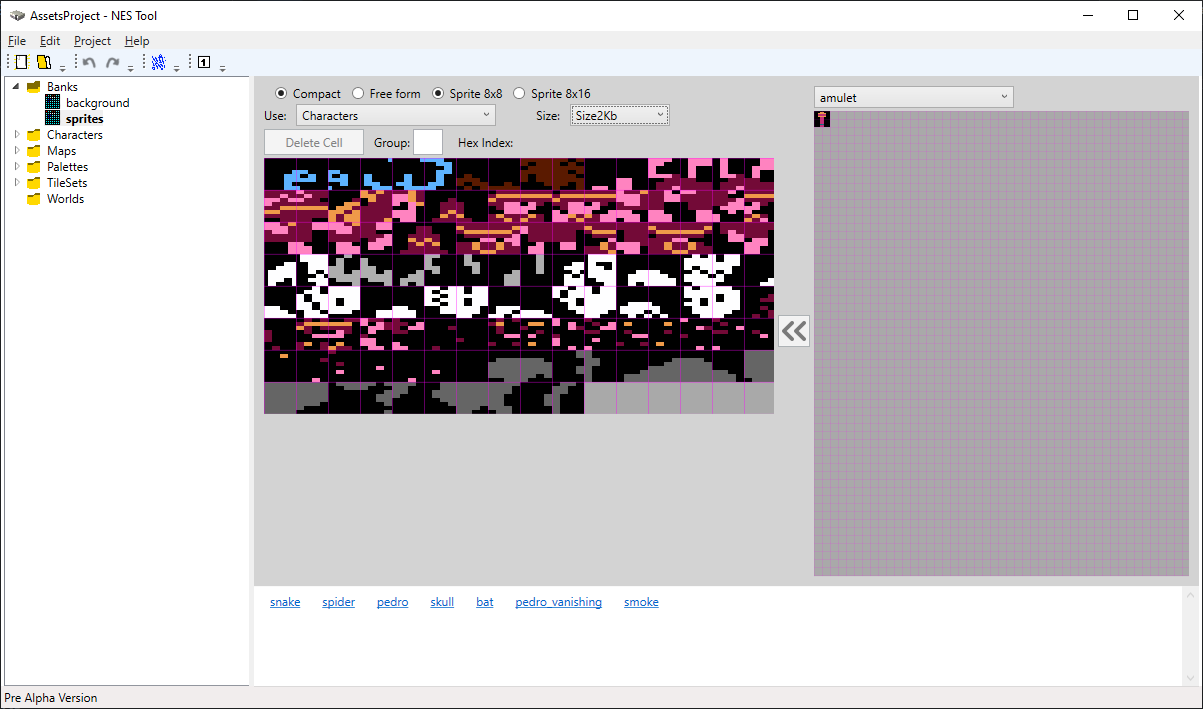 AssetsProject - NES Tool
File Edit Project Help
1
Banks
background
sprites
Characters
Maps
Palettes
TileSets
Worlds
Compact Free form Sprite 8x8 Sprite 8x16
Use: Characters Size: Size2Kb
Delete Cell Group: Hex Index:
amulet
snake spider pedro skull bat pedro_vanishing smoke
Pre Alpha Version